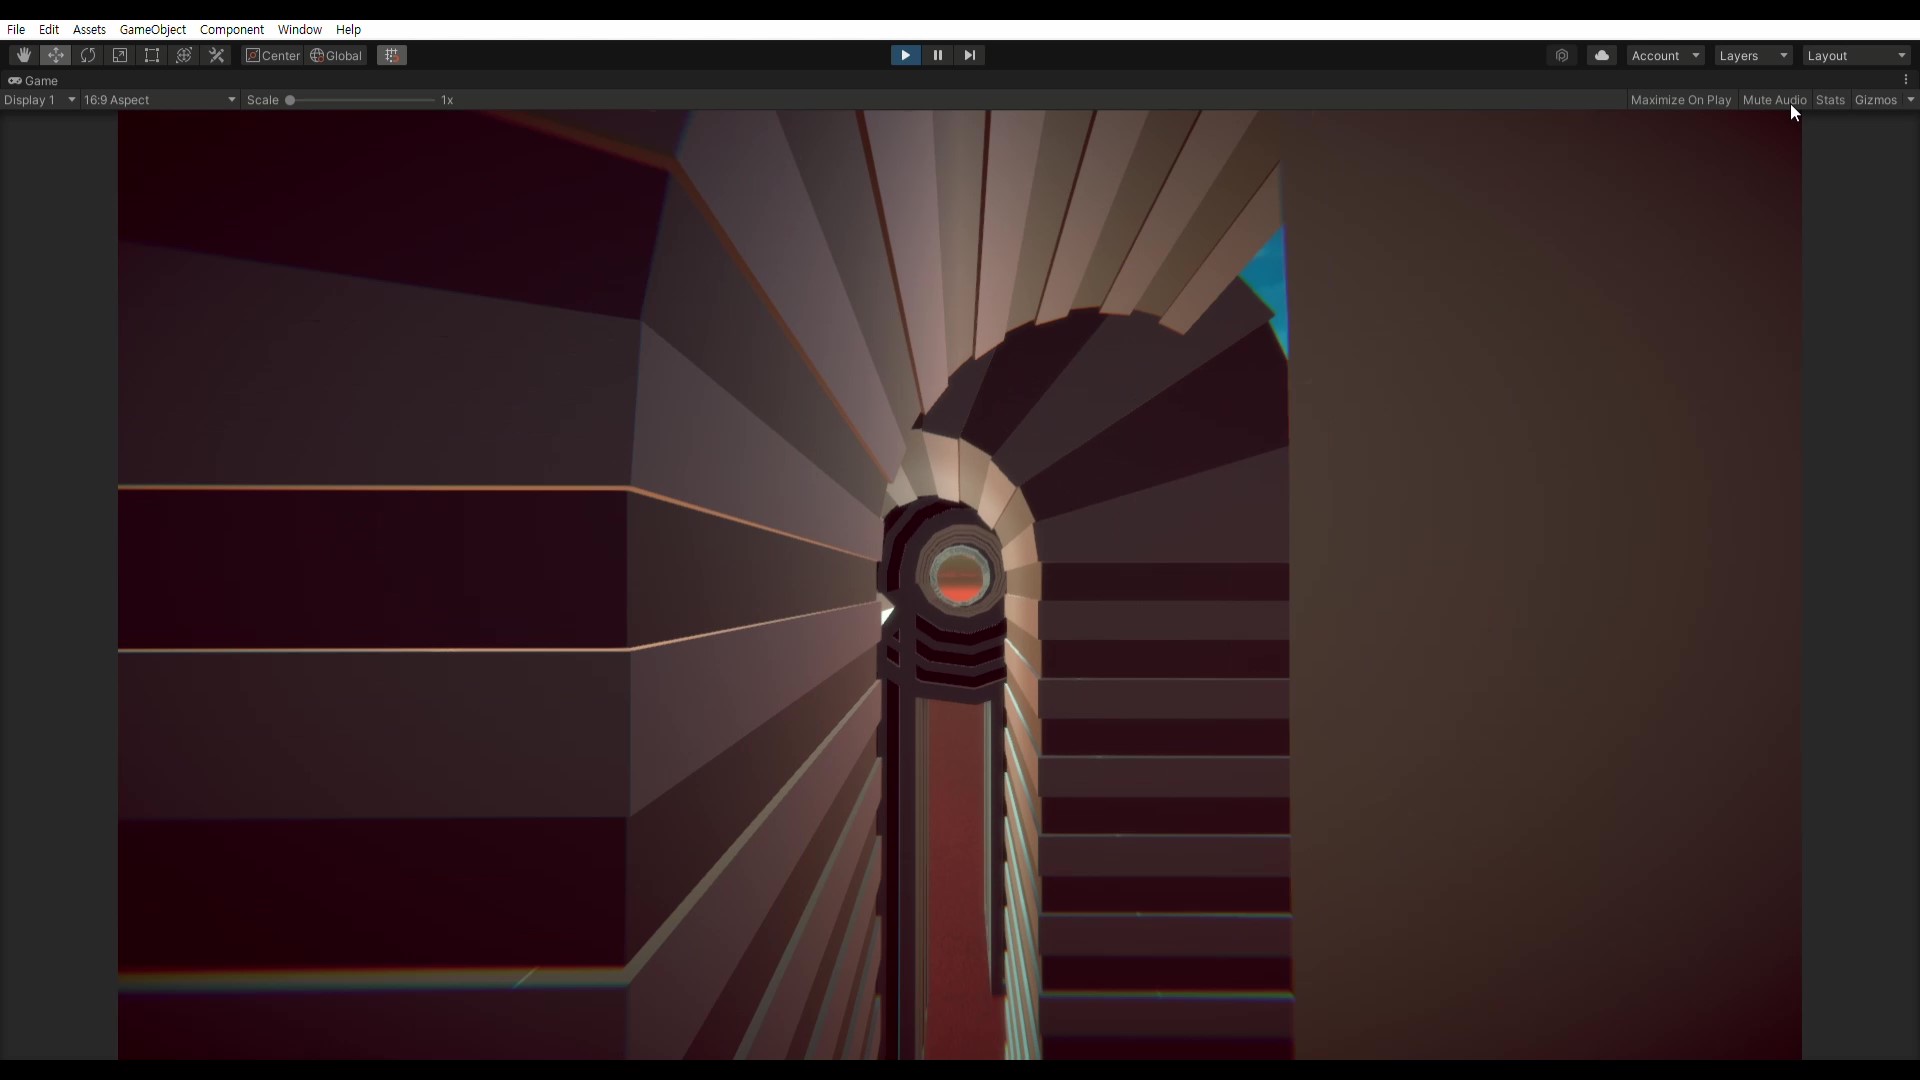 File Edit Assets GameObject Component Window Help
Center Global Account Layers Layout
Game
Display 1 16:9 Aspect Scale 1x Maximize On Play Mute Audio Stats Gizmos